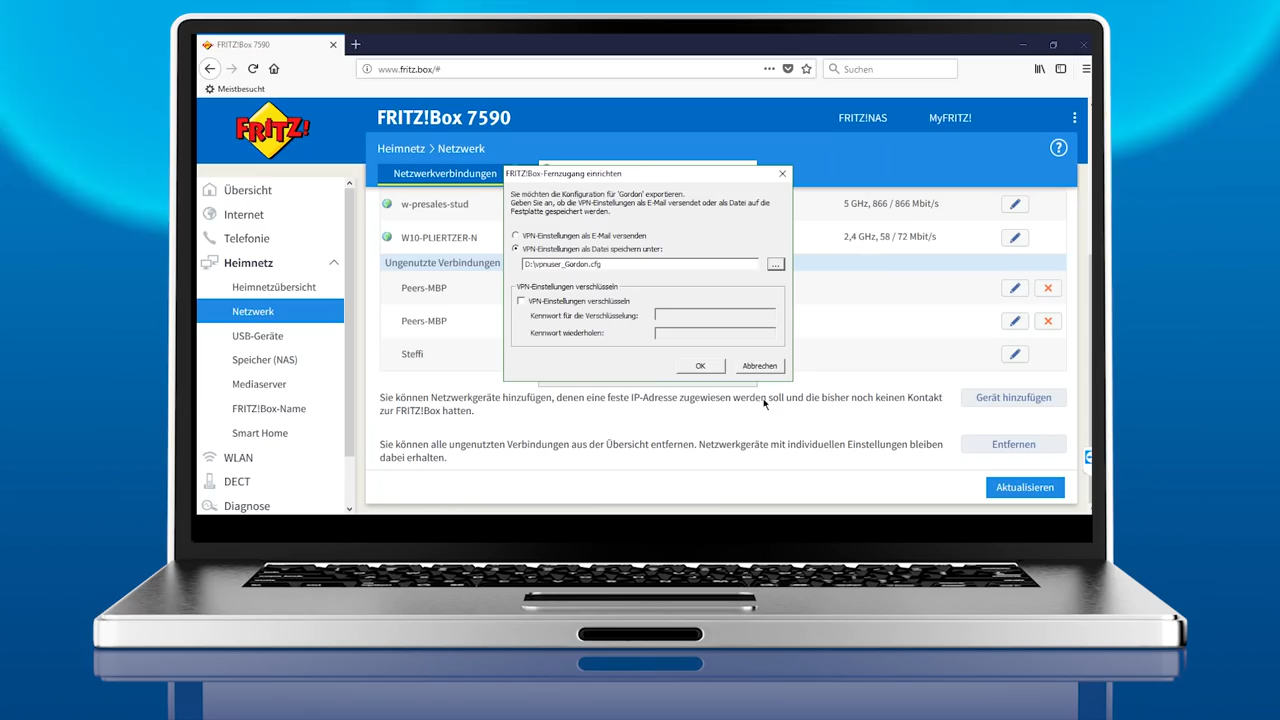 FRITZ!Box 7590
www.fritz.box/#
Suchen
Meistbesucht
FRITZ!
FRITZ!Box 7590
FRITZ!NAS
MyFRITZ!
Heimnetz > Netzwerk
Netzwerkverbindungen
Übersicht
Internet
Telefonie
Heimnetz
Heimnetzübersicht
Netzwerk
USB-Geräte
Speicher (NAS)
Mediaserver
FRITZ!Box-Name
Smart Home
WLAN
DECT
Diagnose
w-presales-stud
5 GHz, 866 / 866 Mbit/s
W10-PLIERTZER-N
2,4 GHz, 58 / 72 Mbit/s
Ungenutzte Verbindungen
Peers-MBP
Peers-MBP
Steffi
FRITZ!Box-Fernzugang einrichten
Sie möchten die Konfiguration für 'Gordon' exportieren.
Geben Sie an, ob die VPN-Einstellungen als E-Mail versendet oder als Datei auf die
Festplatte gespeichert werden.
VPN-Einstellungen als E-Mail versenden
VPN-Einstellungen als Datei speichern unter:
D:\vpnuser_Gordon.cfg
...
VPN-Einstellungen verschlüsseln
VPN-Einstellungen verschlüsseln
Kennwort für die Verschlüsselung:
Kennwort wiederholen:
OK
Abbrechen
Sie können Netzwerkgeräte hinzufügen, denen eine feste IP-Adresse zugewiesen werden soll und die bisher noch keinen Kontakt
zur FRITZ!Box hatten.
Gerät hinzufügen
Sie können alle ungenutzten Verbindungen aus der Übersicht entfernen. Netzwerkgeräte mit individuellen Einstellungen bleiben
dabei erhalten.
Entfernen
Aktualisieren